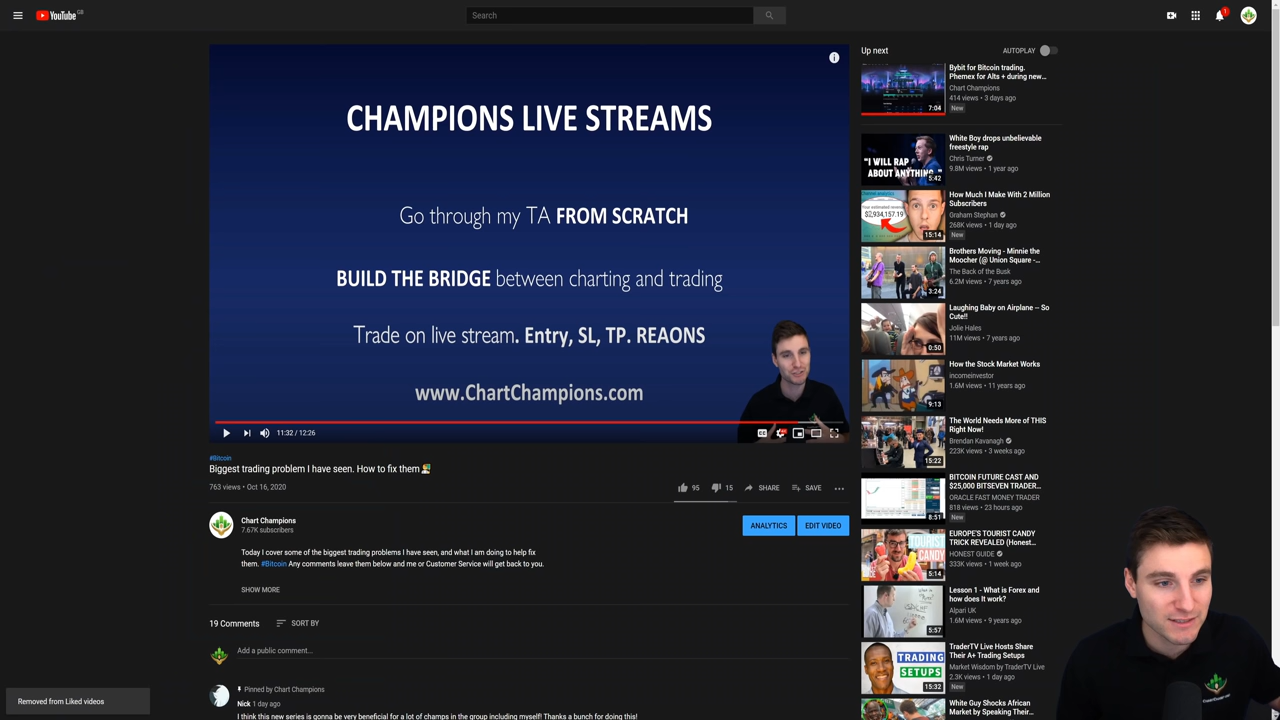 YouTube GB
Search
1
CHAMPIONS LIVE STREAMS
Go through my TA FROM SCRATCH
BUILD THE BRIDGE between charting and trading
Trade on live stream. Entry, SL, TP. REAONS
www.ChartChampions.com
11:32 / 12:26
#Bitcoin
Biggest trading problem I have seen. How to fix them
763 views • Oct 16, 2020
95
15
SHARE
SAVE
Chart Champions
7.67K subscribers
ANALYTICS
EDIT VIDEO
Today I cover some of the biggest trading problems I have seen, and what I am doing to help fix
them. #Bitcoin Any comments leave them below and me or Customer Service will get back to you.
SHOW MORE
19 Comments
SORT BY
Add a public comment...
Pinned by Chart Champions
Nick 1 day ago
I think this new series is gonna be very beneficial for a lot of champs in the group including myself! Thanks a bunch for doing this!
Removed from Liked videos
Up next
AUTOPLAY
Bybit for Bitcoin trading.
Phemex for Alts + during new...
Chart Champions
414 views • 3 days ago
New
7:04
White Boy drops unbelievable
freestyle rap
Chris Turner
9.8M views • 1 year ago
"I WILL RAP
ABOUT ANYTHING."
5:42
How Much I Make With 2 Million
Subscribers
Graham Stephan
268K views • 1 day ago
New
$2,934,157.19
15:14
Brothers Moving - Minnie the
Moocher (@ Union Square -...
The Back of the Busk
6.2M views • 7 years ago
3:24
Laughing Baby on Airplane -- So
Cute!!
Jolie Hales
11M views • 7 years ago
0:50
How the Stock Market Works
incomeinvestor
1.6M views • 11 years ago
9:13
The World Needs More of THIS
Right Now!
Brendan Kavanagh
223K views • 3 weeks ago
15:22
BITCOIN FUTURE CAST AND
$25,000 BITSEVEN TRADER...
ORACLE FAST MONEY TRADER
818 views • 23 hours ago
New
8:51
EUROPE'S TOURIST CANDY
TRICK REVEALED (Honest...
HONEST GUIDE
333K views • 1 week ago
TOURIST
CANDY
5:14
Lesson 1 - What is Forex and
how does It work?
Alpari UK
1.6M views • 9 years ago
5:57
TraderTV Live Hosts Share
Their A+ Trading Setups
Market Wisdom by TraderTV Live
2.3K views • 1 day ago
New
TRADING
SETUPS
15:32
White Guy Shocks African
Market by Speaking Their...